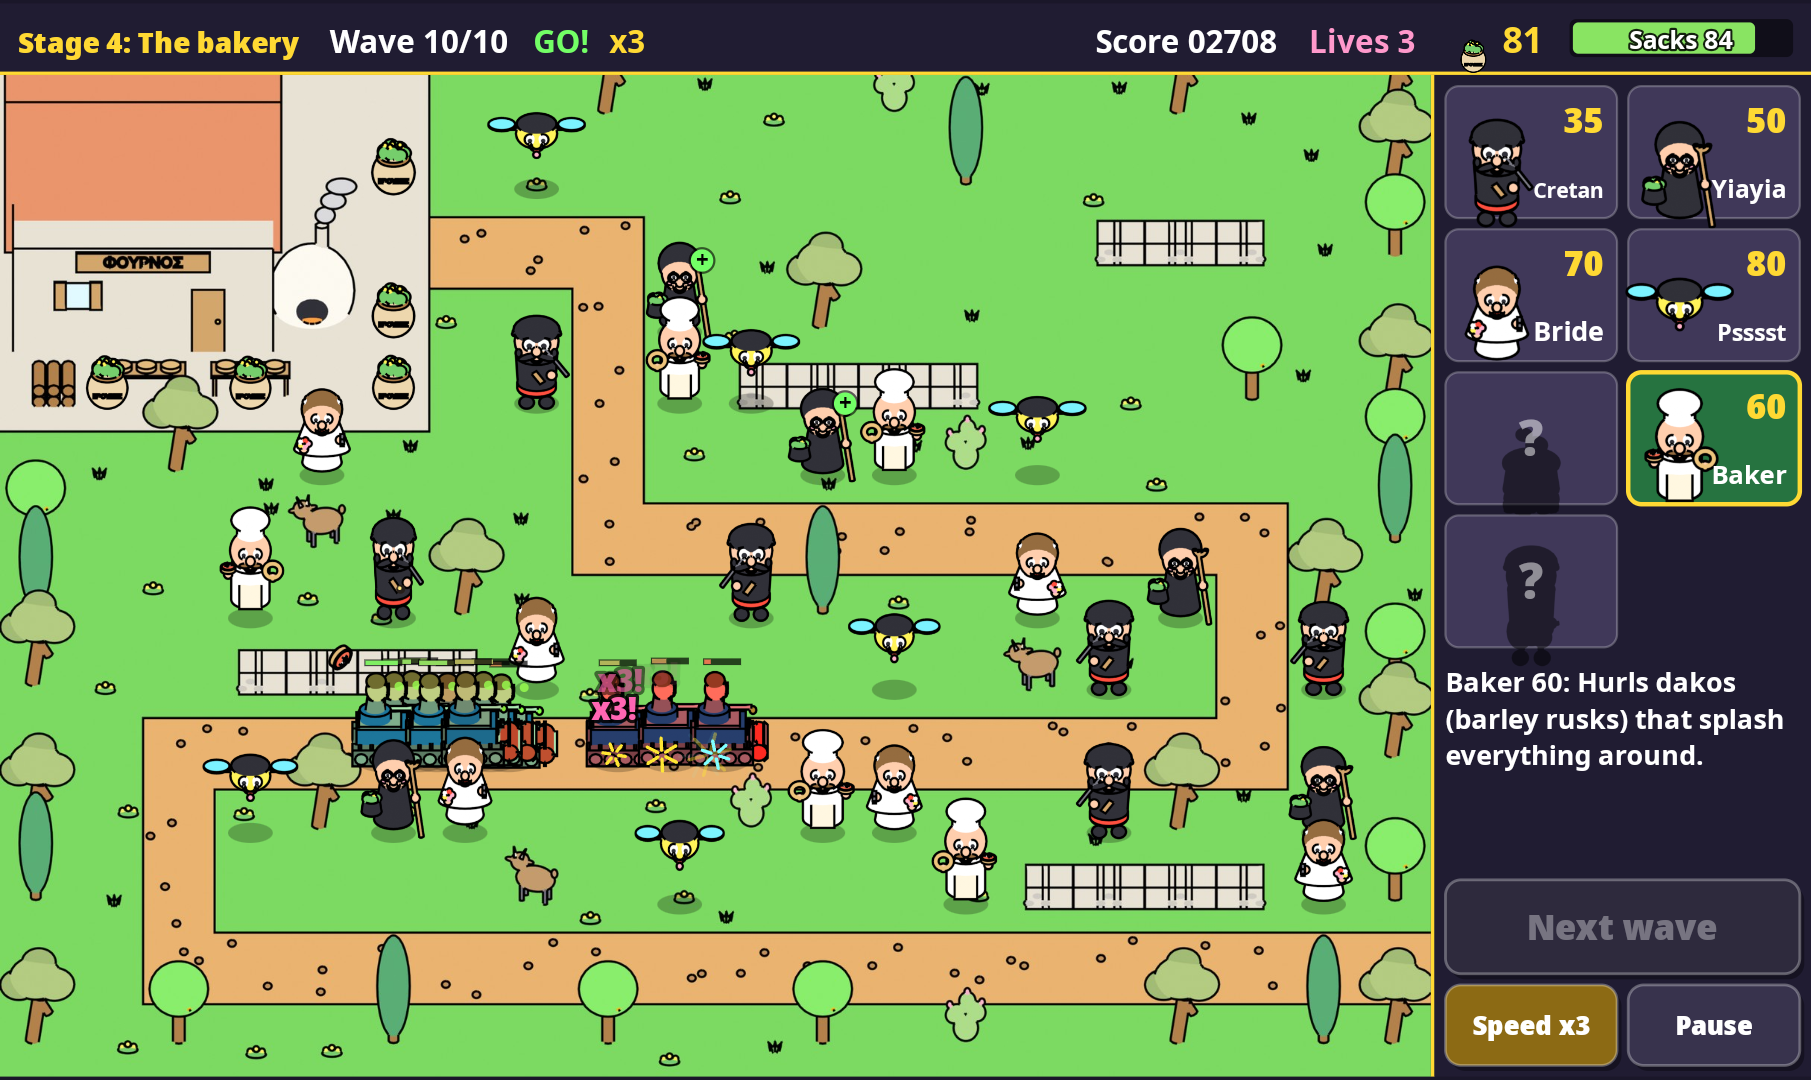 Stage 4: The bakery
Wave 10/10
GO!
x3
Score 02708
Lives 3
81
Sacks 84
35
Cretan
50
Yiayia
70
Bride
80
Psssst
?
60
Baker
?
Baker 60: Hurls dakos
(barley rusks) that splash
everything around.
Next wave
Speed x3
Pause
ΦΟΥΡΝΟΣ
x3!
x3!